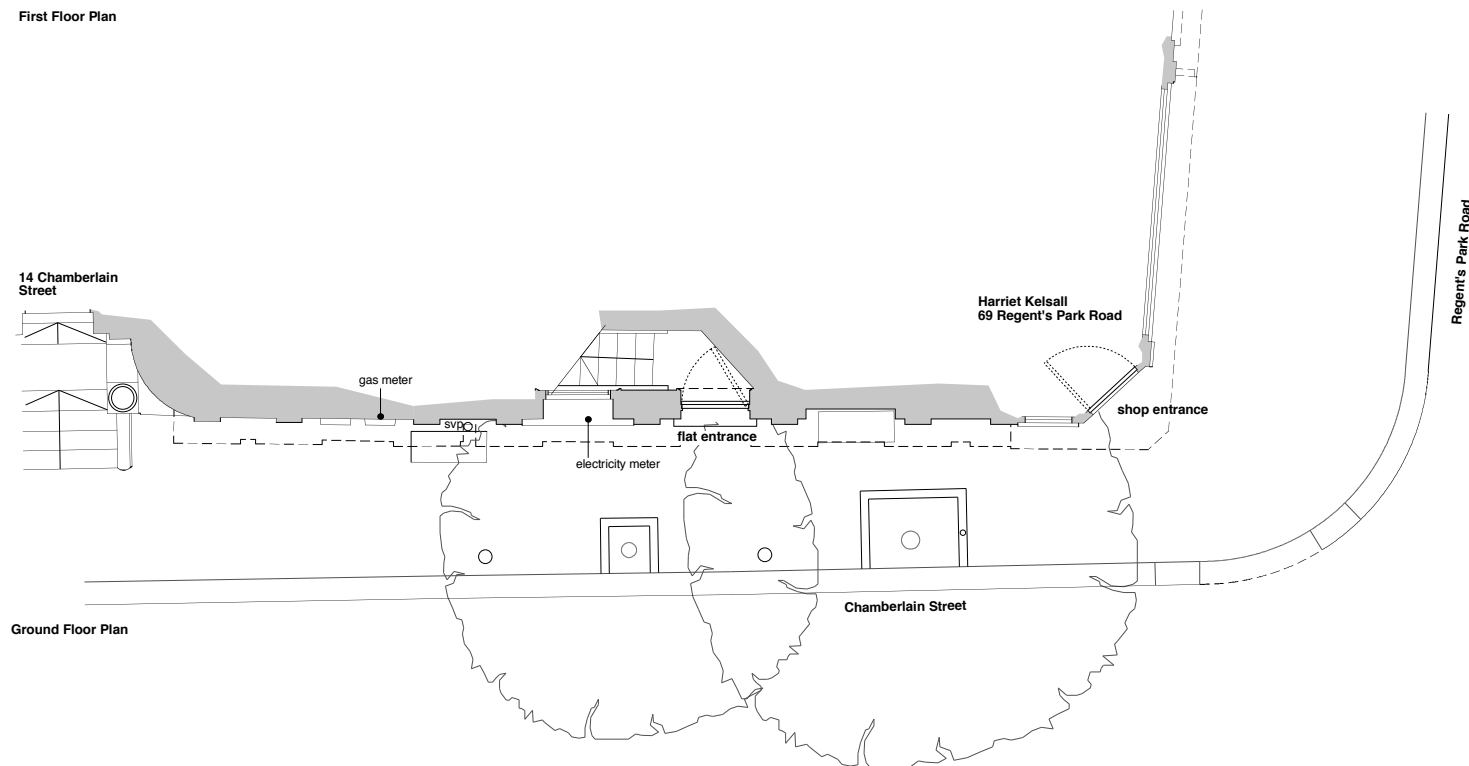 First Floor Plan
Regent's Park Road
14 Chamberlain
Street
Harriet Kelsall
69 Regent's Park Road
gas meter
shop entrance
svp
flat entrance
electricity meter
Chamberlain Street
Ground Floor Plan